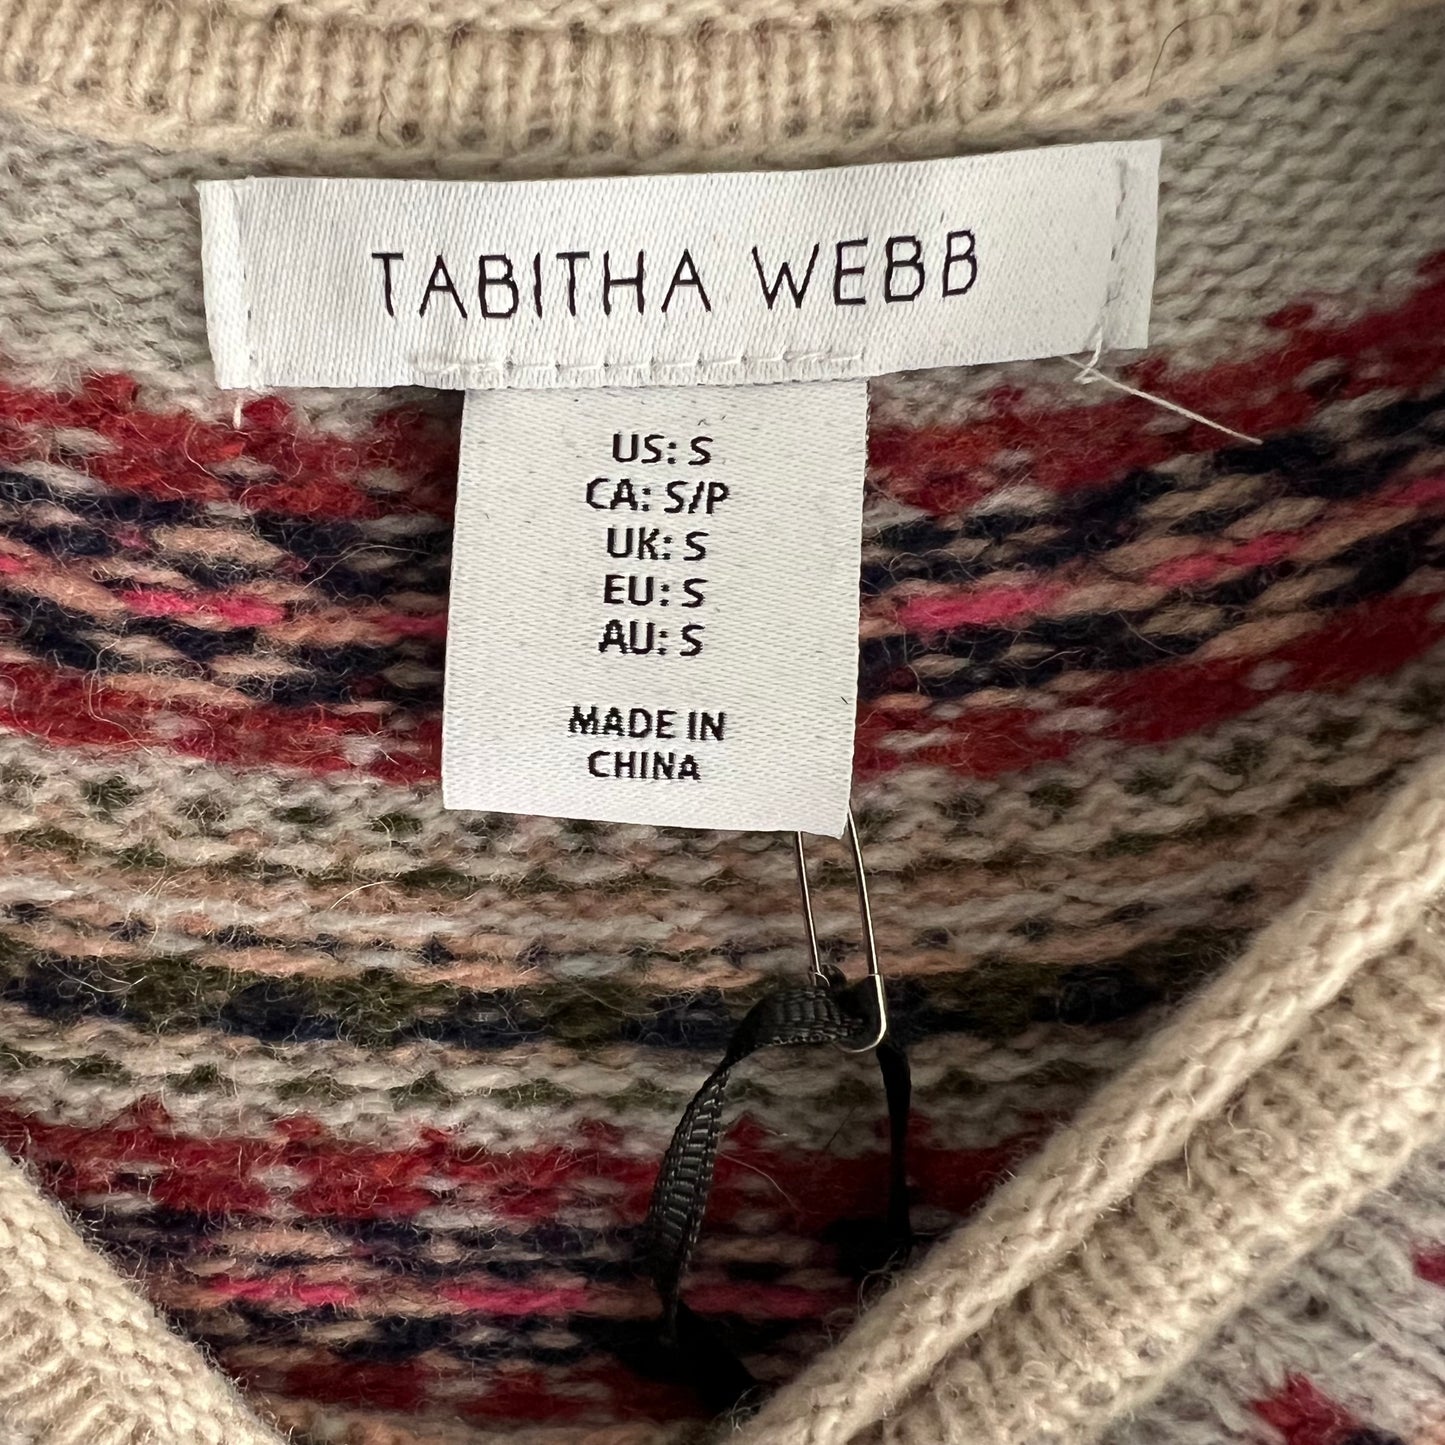 TABITHA WEBB
US: S
CA: S/P
UK: S
EU: S
AU: S
MADE IN
CHINA